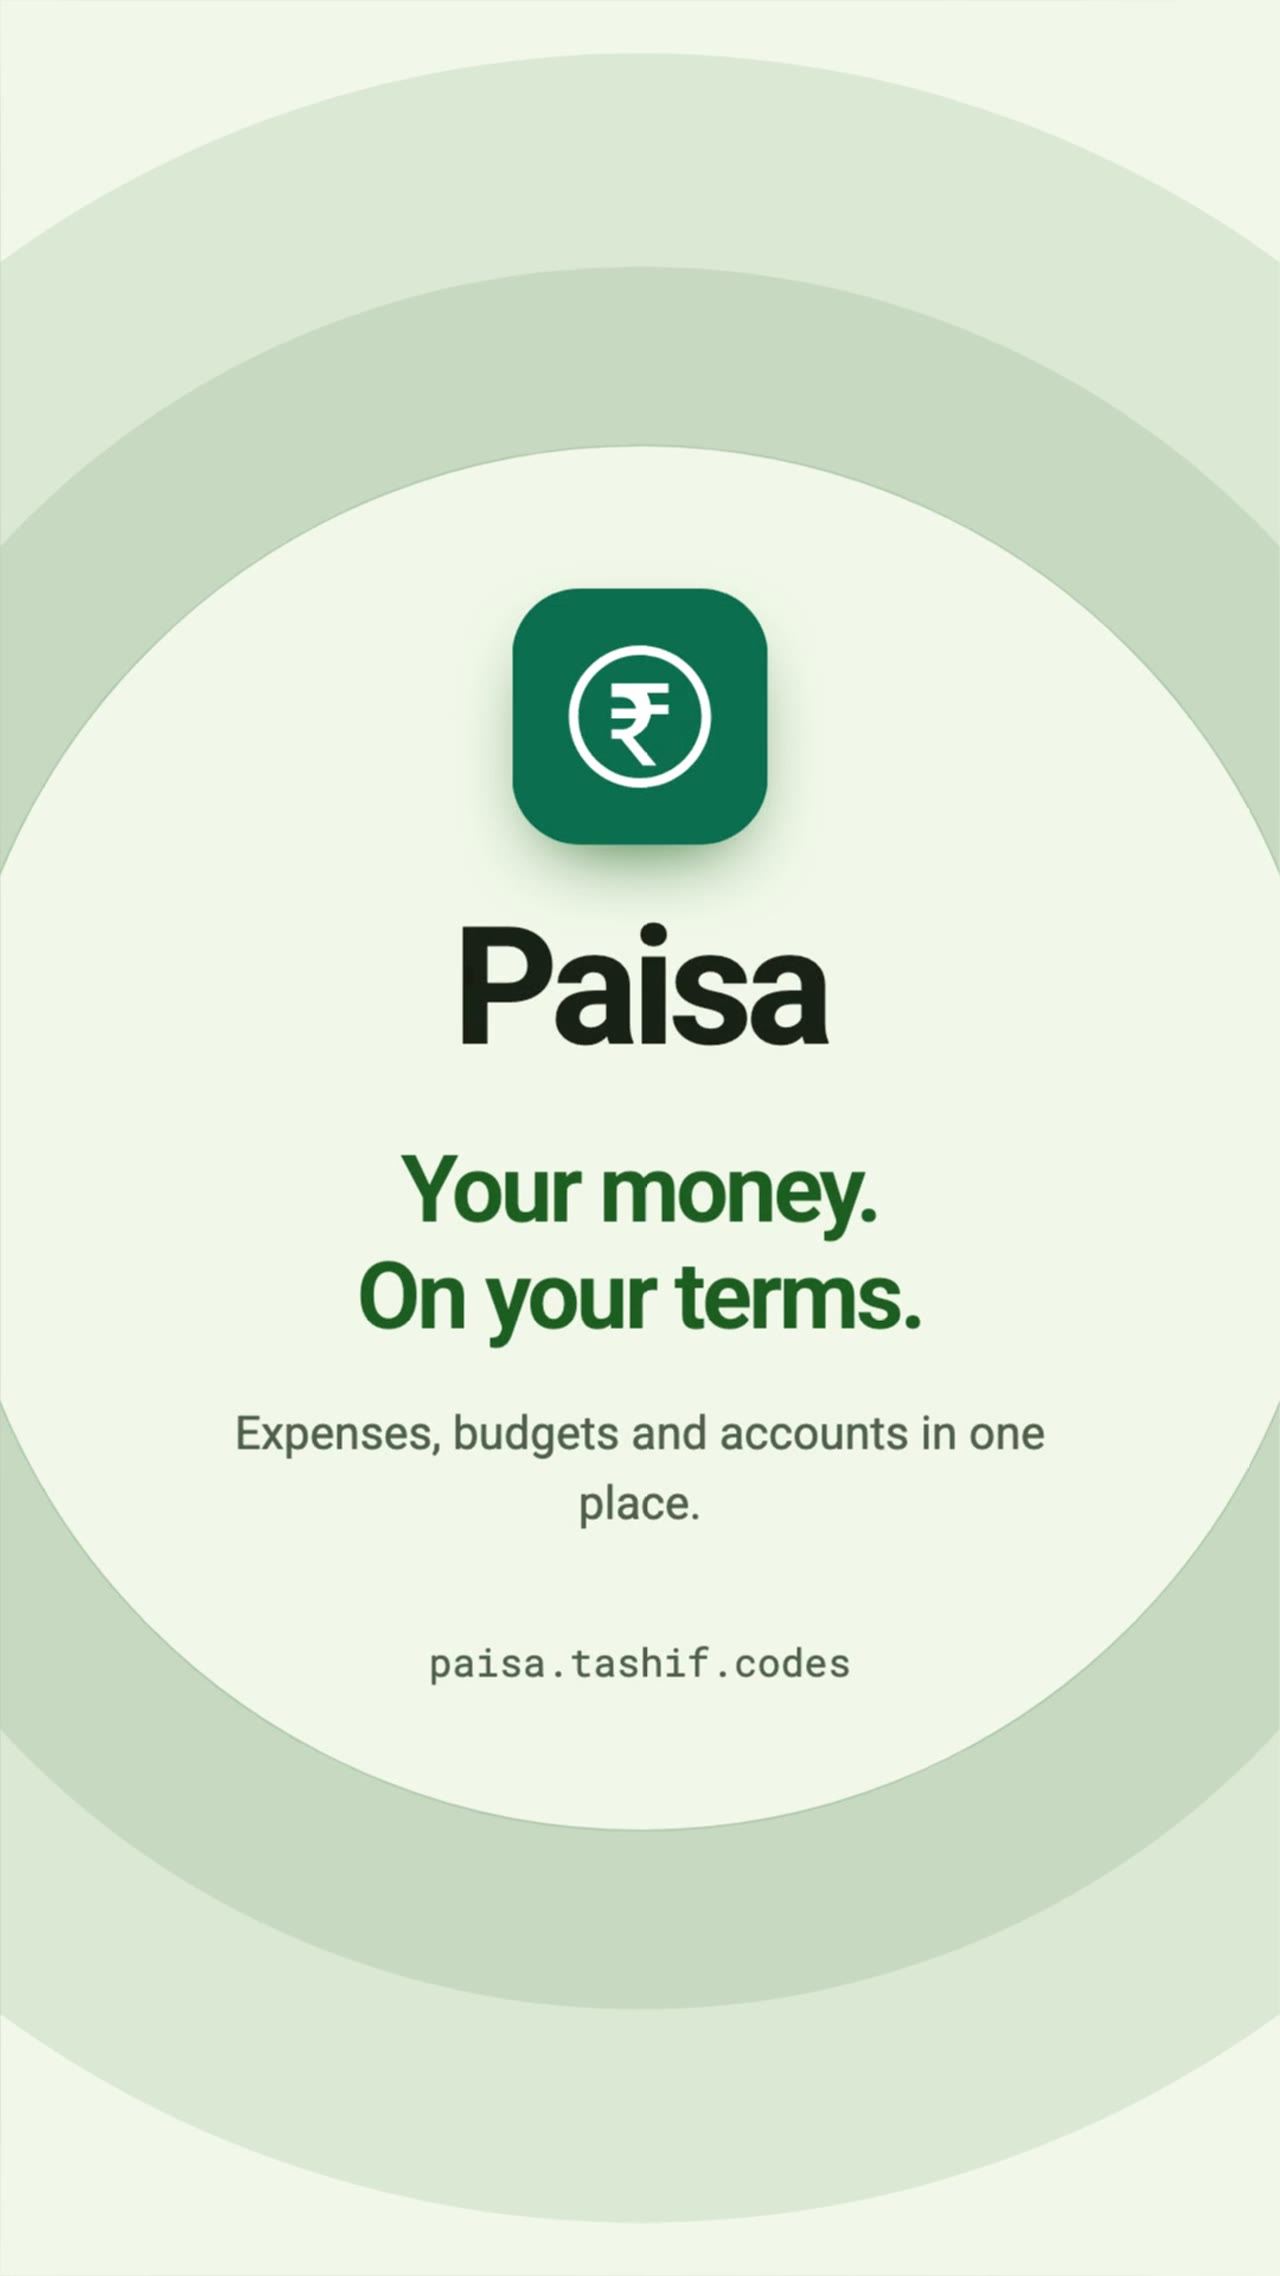 ₹
Paisa
Your money.
On your terms.
Expenses, budgets and accounts in one
place.
paisa.tashif.codes